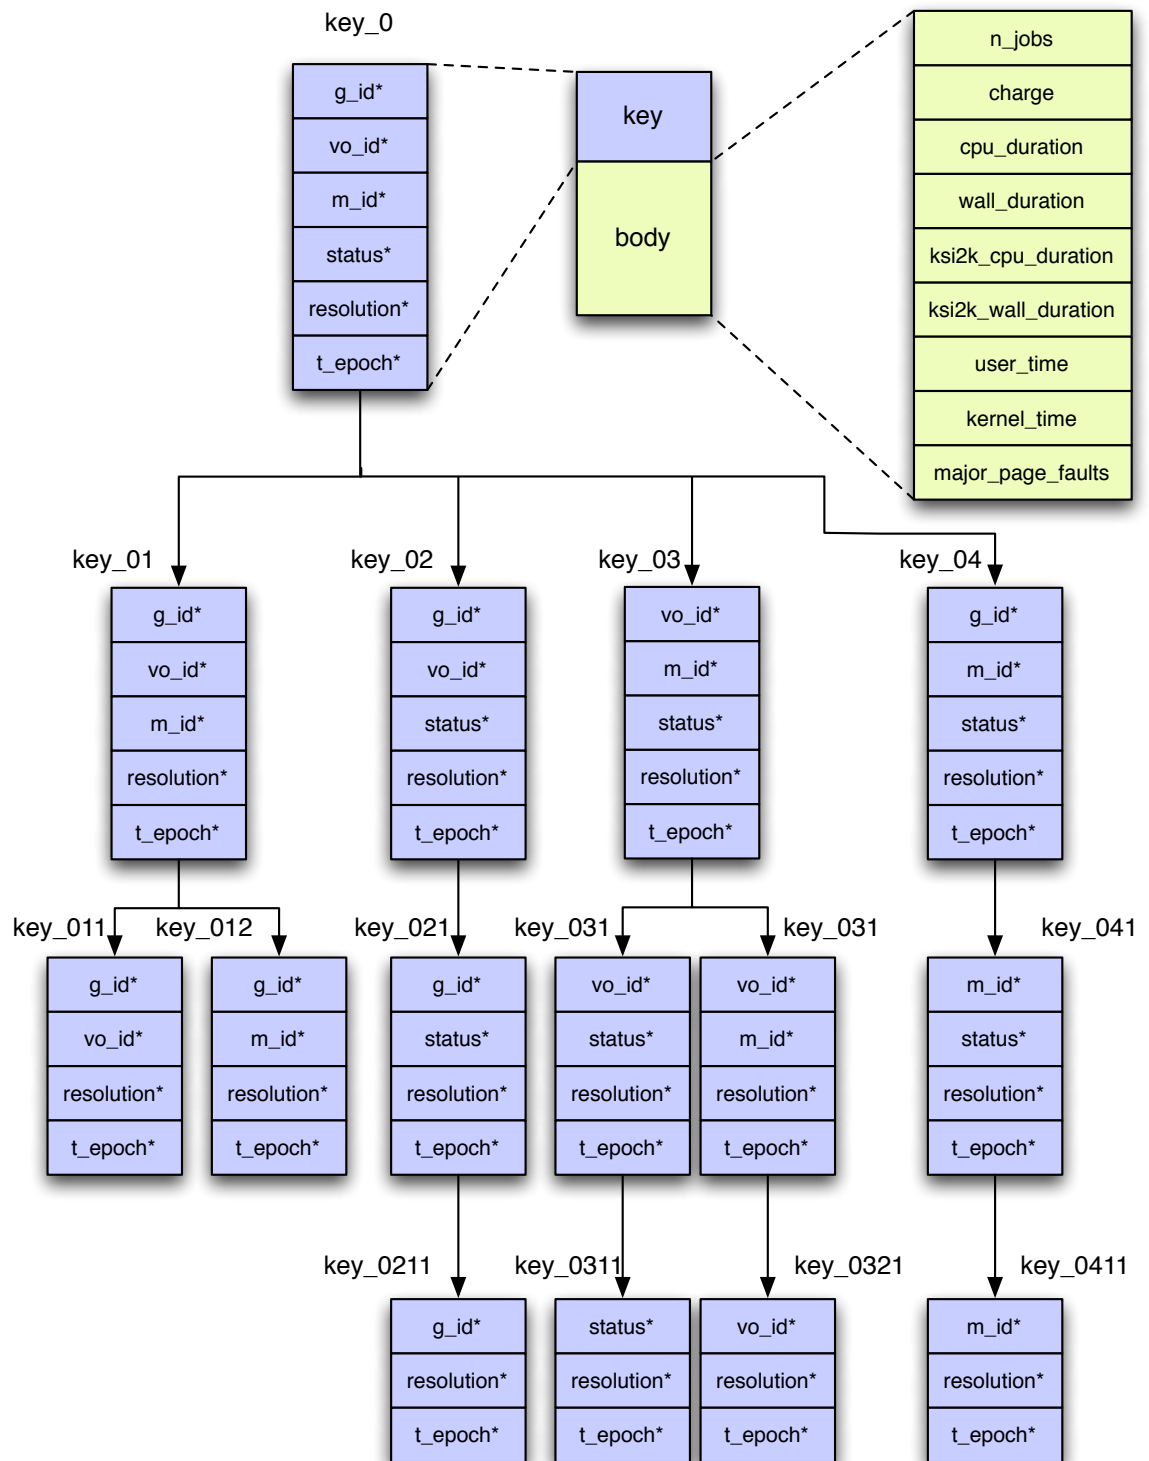 key_0
g_id*
vo_id*
m_id*
status*
resolution*
t_epoch*
key
body
n_jobs
charge
cpu_duration
wall_duration
ksi2k_cpu_duration
ksi2k_wall_duration
user_time
kernel_time
major_page_faults
key_01
g_id*
vo_id*
m_id*
resolution*
t_epoch*
key_02
g_id*
vo_id*
status*
resolution*
t_epoch*
key_03
vo_id*
m_id*
status*
resolution*
t_epoch*
key_04
g_id*
m_id*
status*
resolution*
t_epoch*
key_011
g_id*
vo_id*
resolution*
t_epoch*
key_012
g_id*
m_id*
resolution*
t_epoch*
key_021
g_id*
status*
resolution*
t_epoch*
key_031
vo_id*
status*
resolution*
t_epoch*
key_031
vo_id*
m_id*
resolution*
t_epoch*
key_041
m_id*
status*
resolution*
t_epoch*
key_0211
g_id*
resolution*
t_epoch*
key_0311
status*
resolution*
t_epoch*
key_0321
vo_id*
resolution*
t_epoch*
key_0411
m_id*
resolution*
t_epoch*